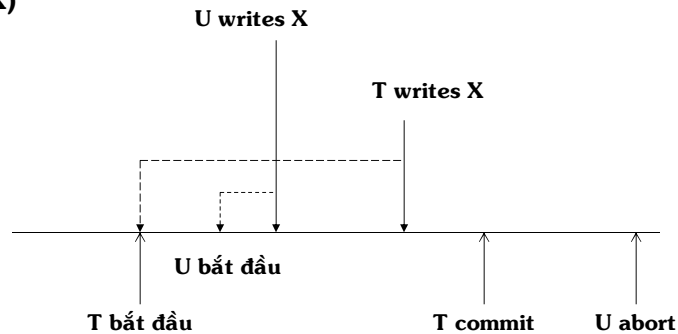 X)
U writes X
T writes X
U bắt đầu
T bắt đầu
T commit
U abort